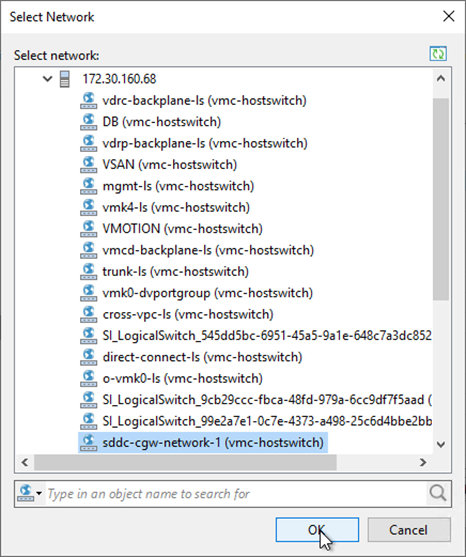 Select Network
Select network:
172.30.160.68
vdrc-backplane-ls (vmc-hostswitch)
DB (vmc-hostswitch)
vdrp-backplane-ls (vmc-hostswitch)
VSAN (vmc-hostswitch)
mgmt-ls (vmc-hostswitch)
vmk4-ls (vmc-hostswitch)
VMOTION (vmc-hostswitch)
vmcd-backplane-ls (vmc-hostswitch)
trunk-ls (vmc-hostswitch)
vmk0-dvportgroup (vmc-hostswitch)
cross-vpc-ls (vmc-hostswitch)
SI_LogicalSwitch_545dd5bc-6951-45a5-9a1e-648c7a3dc852
direct-connect-ls (vmc-hostswitch)
o-vmk0-ls (vmc-hostswitch)
SI_LogicalSwitch_9cb29ccc-fbca-48fd-979a-6cc9df7f5aad (
SI_LogicalSwitch_99e2a7e1-0c7e-4373-a498-25c6d4bbe2bb
sddc-cgw-network-1 (vmc-hostswitch)
Type in an object name to search for
OK
Cancel